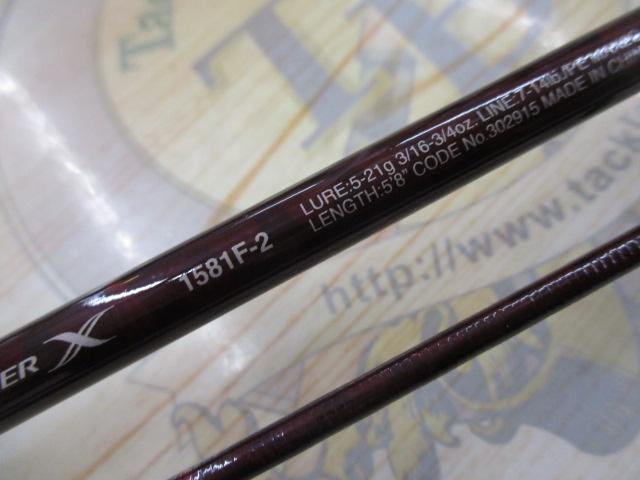 ER X
1581F-2
LURE:5-21g 3/16-3/4oz. LINE:7-14lb.
LENGTH:5'8" CODE No.302915 MADE IN
http://
www.tack